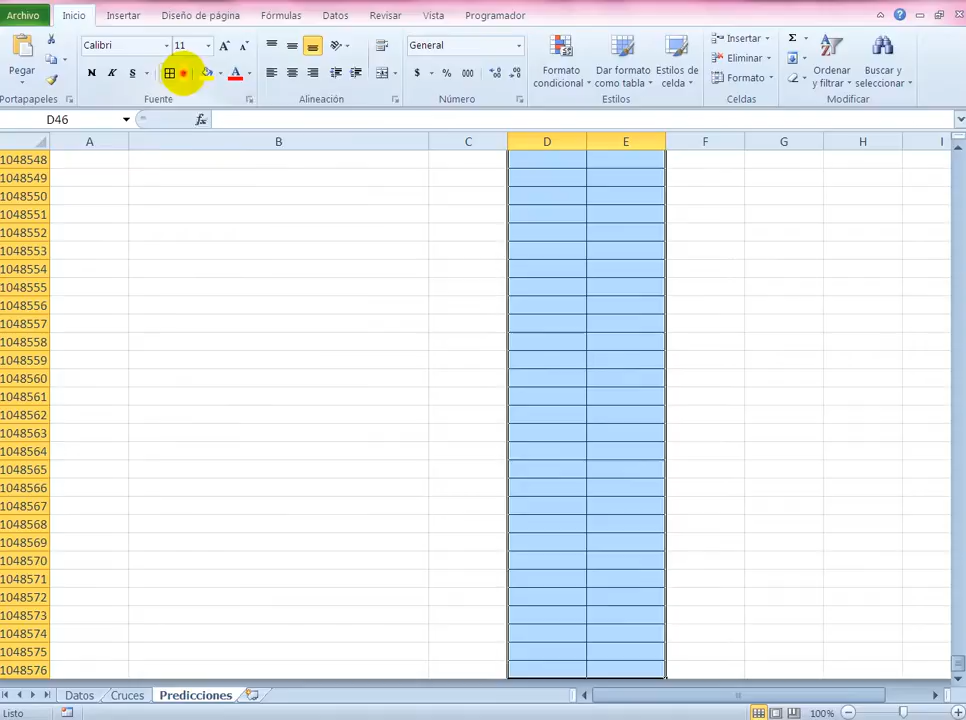 Archivo Inicio Insertar Diseño de página Fórmulas Datos Revisar Vista Programador
Pegar
Calibri 11
N K S A
General
$ % 000
Formato condicional
Dar formato como tabla
Estilos de celda
Insertar
Eliminar
Formato
Σ
Ordenar y filtrar
Buscar y seleccionar
Portapapeles Fuente Alineación Número Estilos Celdas Modificar
D46 fx
A B C D E F G H I
1048548
1048549
1048550
1048551
1048552
1048553
1048554
1048555
1048556
1048557
1048558
1048559
1048560
1048561
1048562
1048563
1048564
1048565
1048566
1048567
1048568
1048569
1048570
1048571
1048572
1048573
1048574
1048575
1048576
Datos Cruces Predicciones
Listo 100%